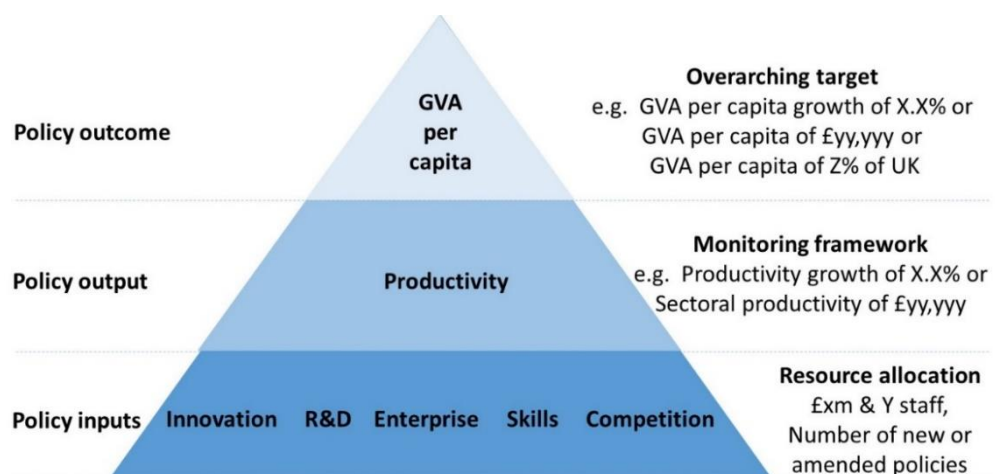 Policy outcome
GVA
per
capita
Overarching target
e.g. GVA per capita growth of X.X% or
GVA per capita of £yy,yyy or
GVA per capita of Z% of UK
Policy output
Productivity
Monitoring framework
e.g. Productivity growth of X.X% or
Sectoral productivity of £yy,yyy
Policy inputs
Innovation R&D Enterprise Skills Competition
Resource allocation
£xm & Y staff,
Number of new or
amended policies